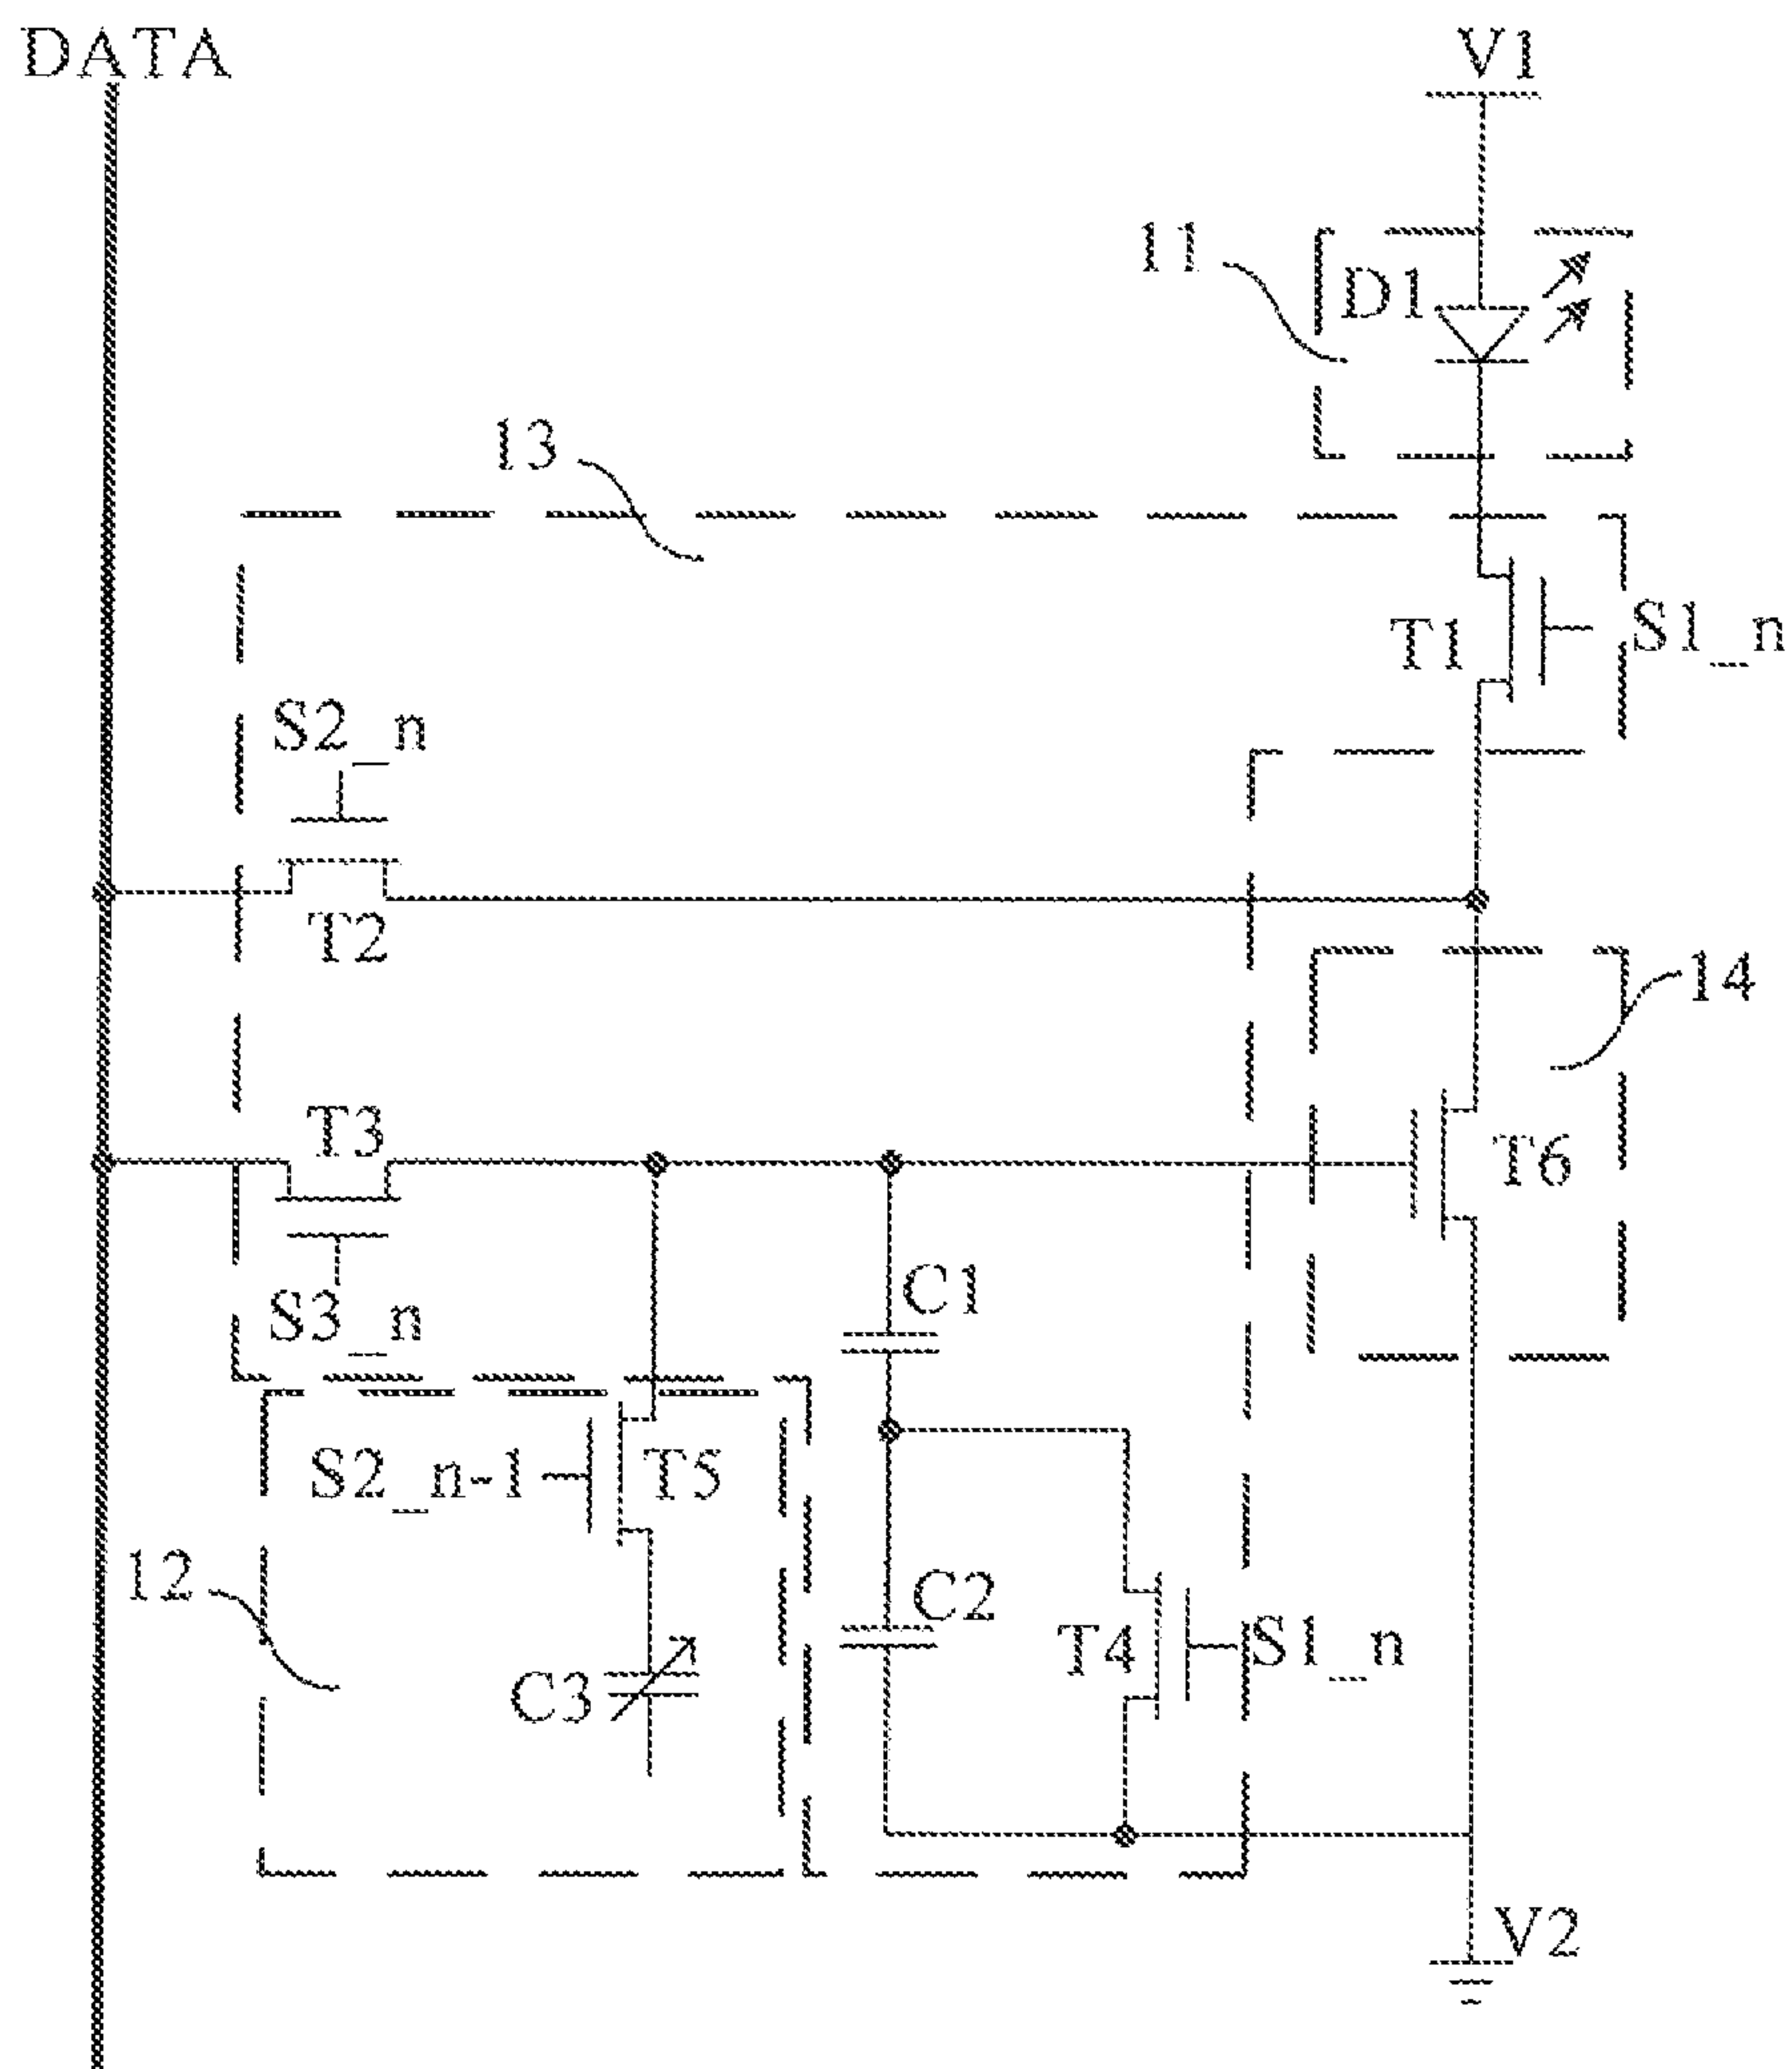 DATA
V1
11
D1
13
T1
S1_n
S2_n
T2
14
T3
T6
S3_n
C1
S2_n-1
T5
12
C2
T4
S1_n
C3
V2